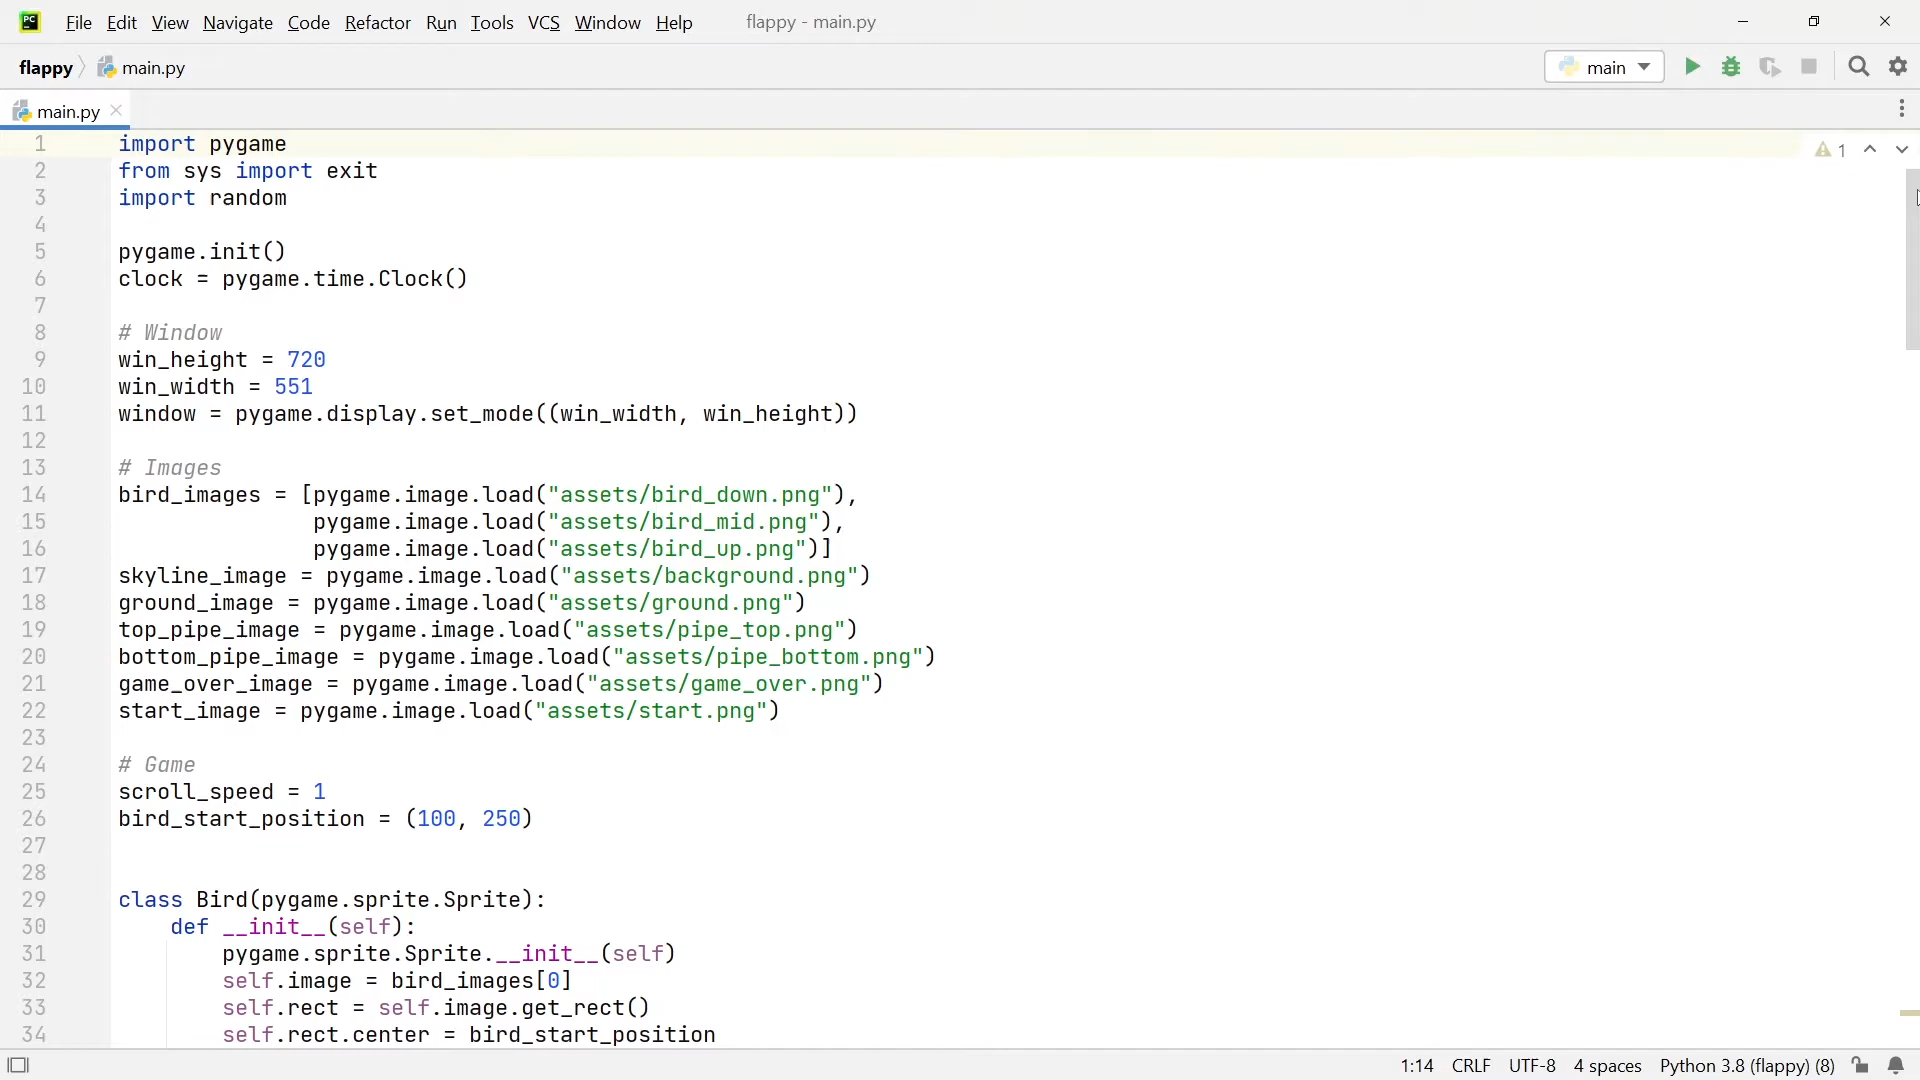 PC File Edit View Navigate Code Refactor Run Tools VCS Window Help flappy - main.py
flappy main.py main
main.py
1 import pygame
2 from sys import exit
3 import random
4
5 pygame.init()
6 clock = pygame.time.Clock()
7
8 # Window
9 win_height = 720
10 win_width = 551
11 window = pygame.display.set_mode((win_width, win_height))
12
13 # Images
14 bird_images = [pygame.image.load("assets/bird_down.png"),
15 pygame.image.load("assets/bird_mid.png"),
16 pygame.image.load("assets/bird_up.png")]
17 skyline_image = pygame.image.load("assets/background.png")
18 ground_image = pygame.image.load("assets/ground.png")
19 top_pipe_image = pygame.image.load("assets/pipe_top.png")
20 bottom_pipe_image = pygame.image.load("assets/pipe_bottom.png")
21 game_over_image = pygame.image.load("assets/game_over.png")
22 start_image = pygame.image.load("assets/start.png")
23
24 # Game
25 scroll_speed = 1
26 bird_start_position = (100, 250)
27
28
29 class Bird(pygame.sprite.Sprite):
30 def __init__(self):
31 pygame.sprite.Sprite.__init__(self)
32 self.image = bird_images[0]
33 self.rect = self.image.get_rect()
34 self.rect.center = bird_start_position
1
1:14 CRLF UTF-8 4 spaces Python 3.8 (flappy) (8)